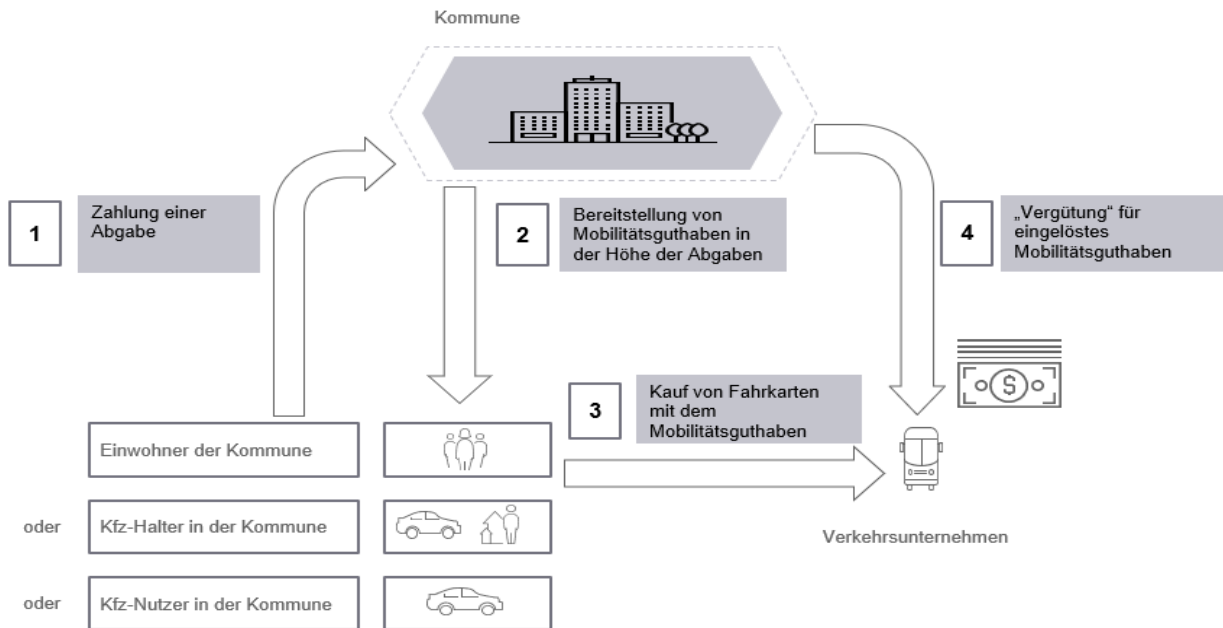 Kommune
1
Zahlung einer
Abgabe
2
Bereitstellung von
Mobilitätsguthaben in
der Höhe der Abgaben
4
„Vergütung“ für
eingelöstes
Mobilitätsguthaben
3
Kauf von Fahrkarten
mit dem
Mobilitätsguthaben
$
Einwohner der Kommune
oder
Kfz-Halter in der Kommune
Verkehrsunternehmen
oder
Kfz-Nutzer in der Kommune